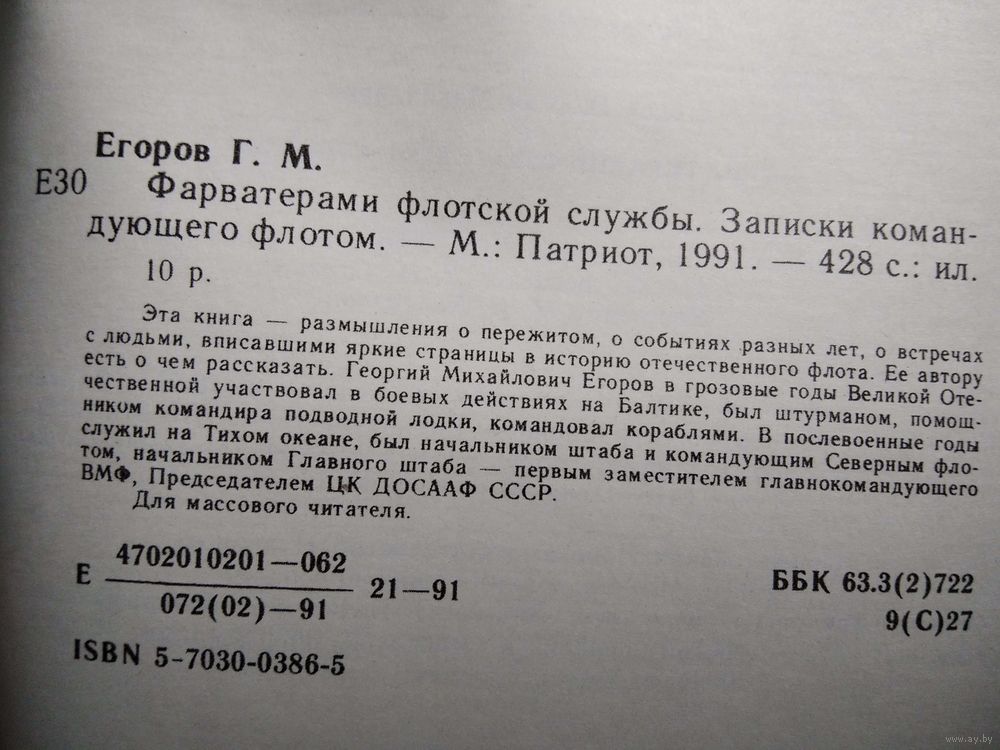 Егоров Г. М.
Е30 Фарватерами флотской службы. Записки коман-
дующего флотом. — М.: Патриот, 1991. — 428 с.: ил.
10 р.
Эта книга — размышления о пережитом, о событиях разных лет, о встречах
с людьми, вписавшими яркие страницы в историю отечественного флота. Ее автору
есть о чем рассказать. Георгий Михайлович Егоров в грозовые годы Великой Оте-
чественной участвовал в боевых действиях на Балтике, был штурманом, помощ-
ником командира подводной лодки, командовал кораблями. В послевоенные годы
служил на Тихом океане, был начальником штаба и командующим Северным фло-
том, начальником Главного штаба — первым заместителем главнокомандующего
ВМФ, Председателем ЦК ДОСААФ СССР.
Для массового читателя.
Е 4702010201—062
072(02)—91 21—91
ББК 63.3(2)722
9(С)27
ISBN 5-7030-0386-5
www.ay.by